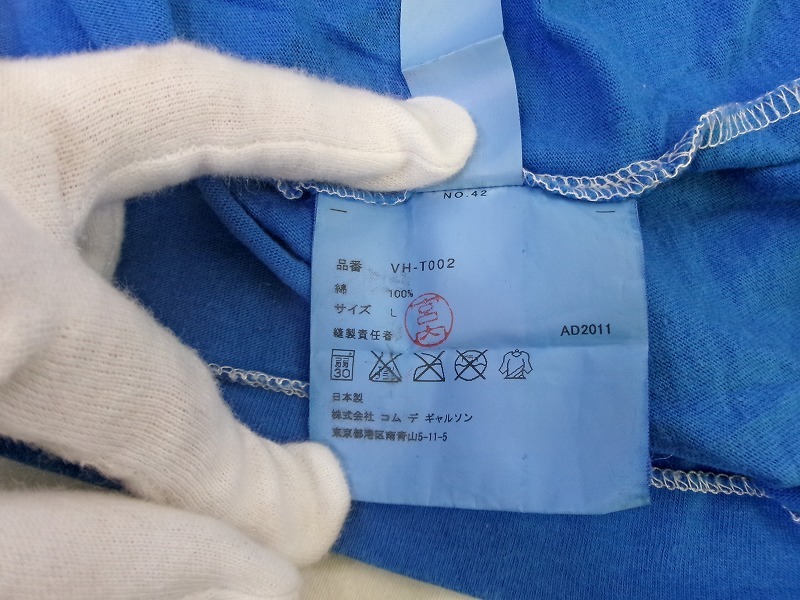 NO.42
品番 VH-T002
綿 100%
サイズ L
縫製責任者
AD2011
30
日本製
株式会社 コム デ ギャルソン
東京都港区南青山5-11-5